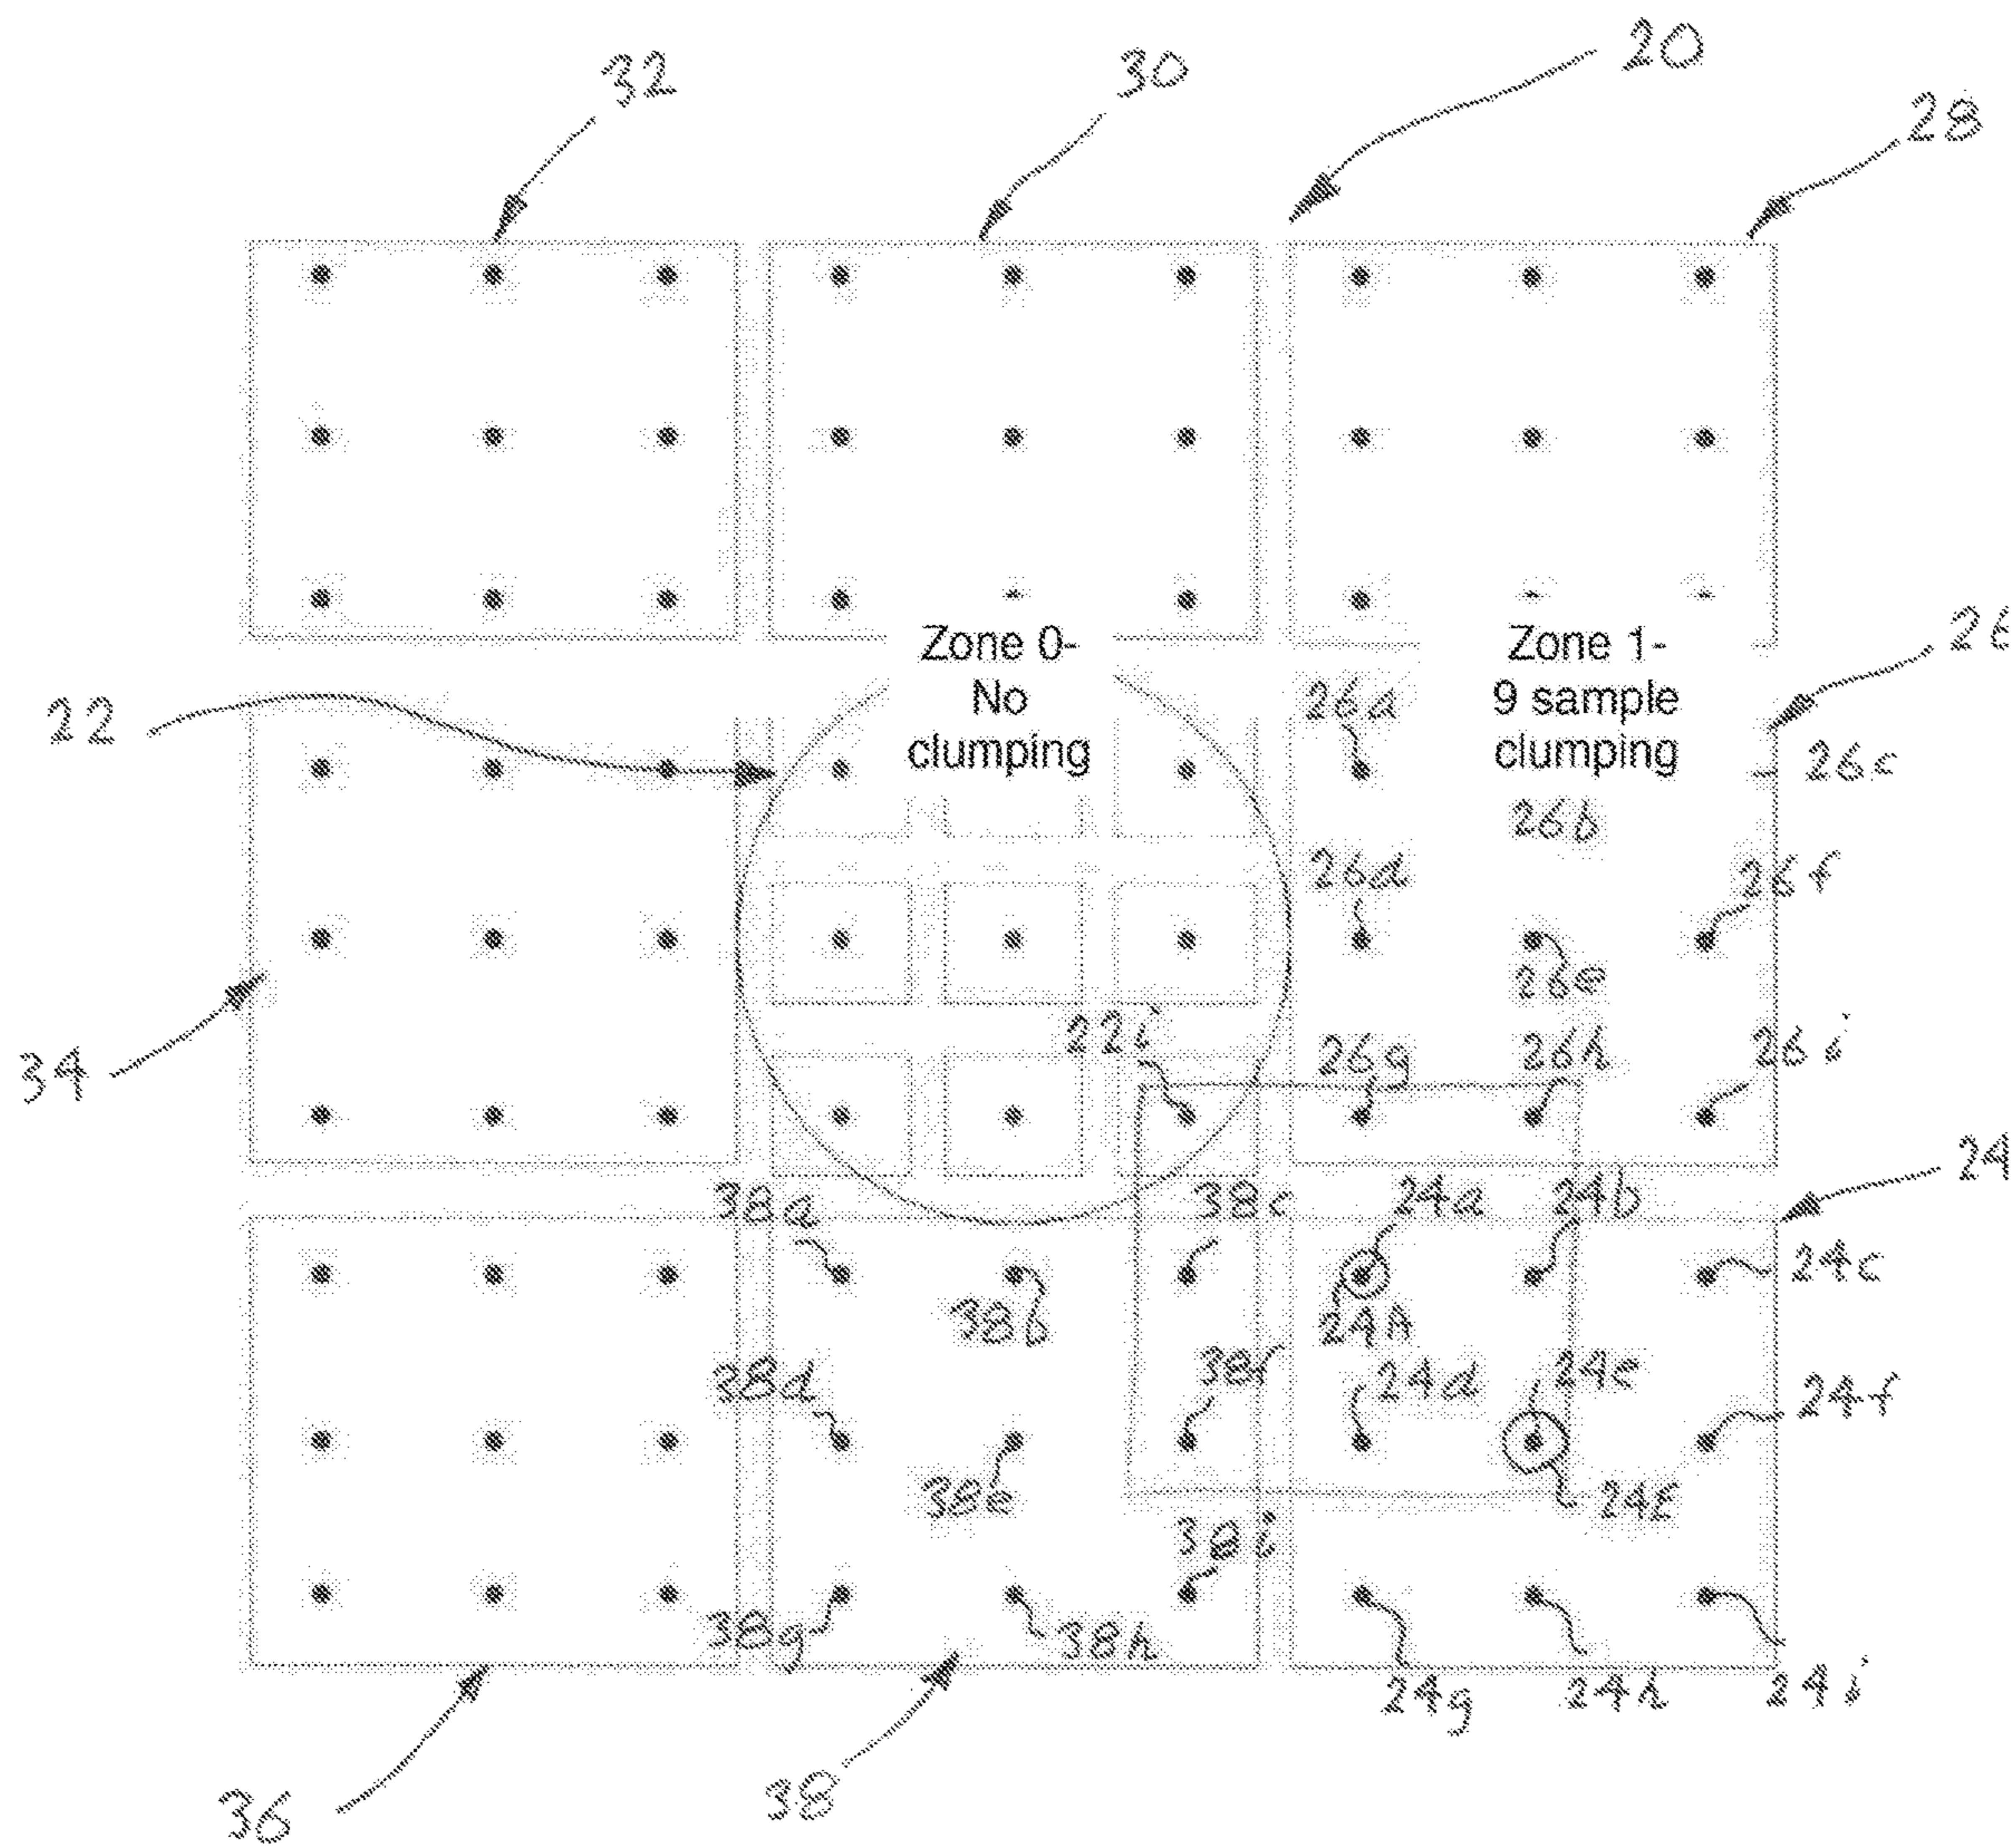 32
30
20
28
Zone 0-
No
clumping
Zone 1-
9 sample
clumping
26
22
26a
26c
26b
26d
26f
26e
22i
26g
26h
26i
34
24
38a
38c
24a
24b
24c
38b
24A
38d
38f
24d
24e
24f
38e
24E
38i
38g
38h
24g
24h
24i
36
38